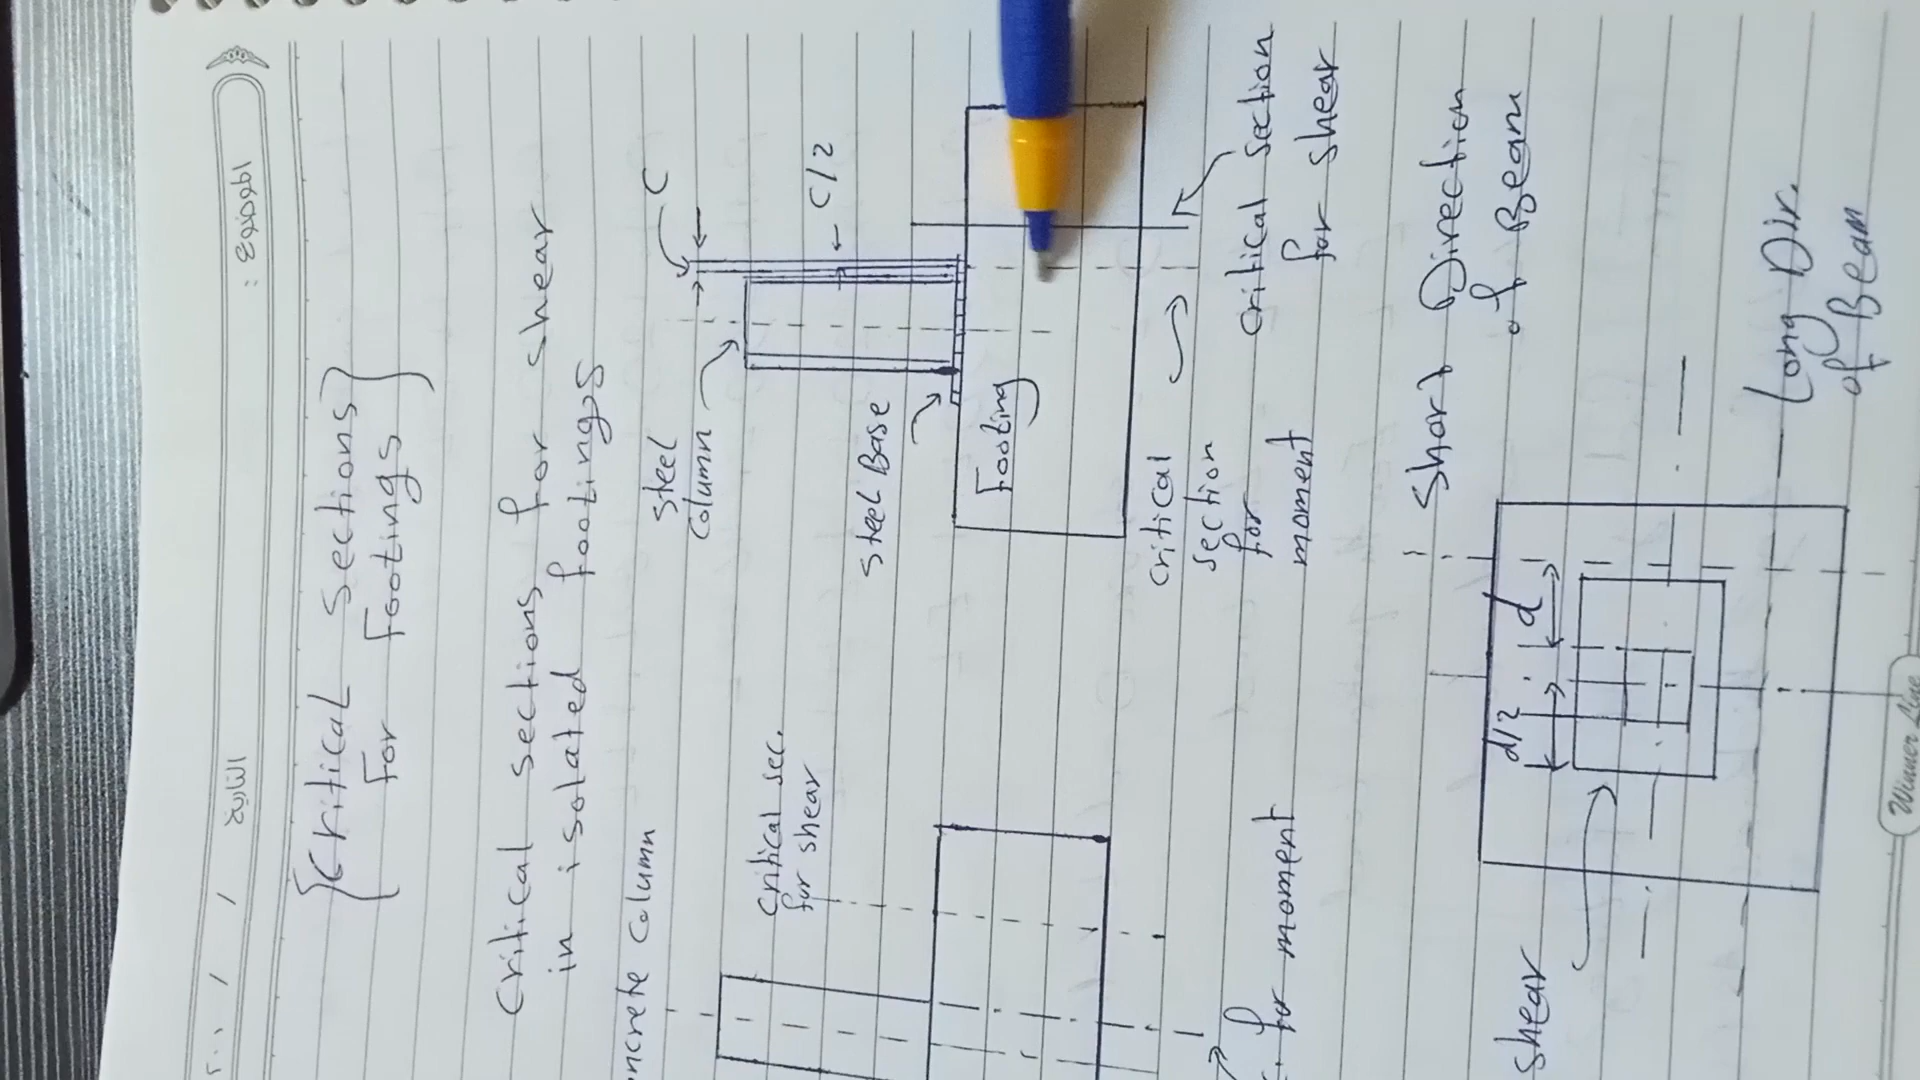 الموضوع :
التاريخ / /
{Critical Sections
For Footings}
Critical sections for shear
in isolated footings
Steel
Column
C
C/2
Steel Base
Footing
Critical
section
for
moment
Critical section
for shear
oncrete Column
Critical sec.
for shear
for moment
Short Direction
of Beam
d
d/2
Long Dir.
of Beam
shear
Winner Line